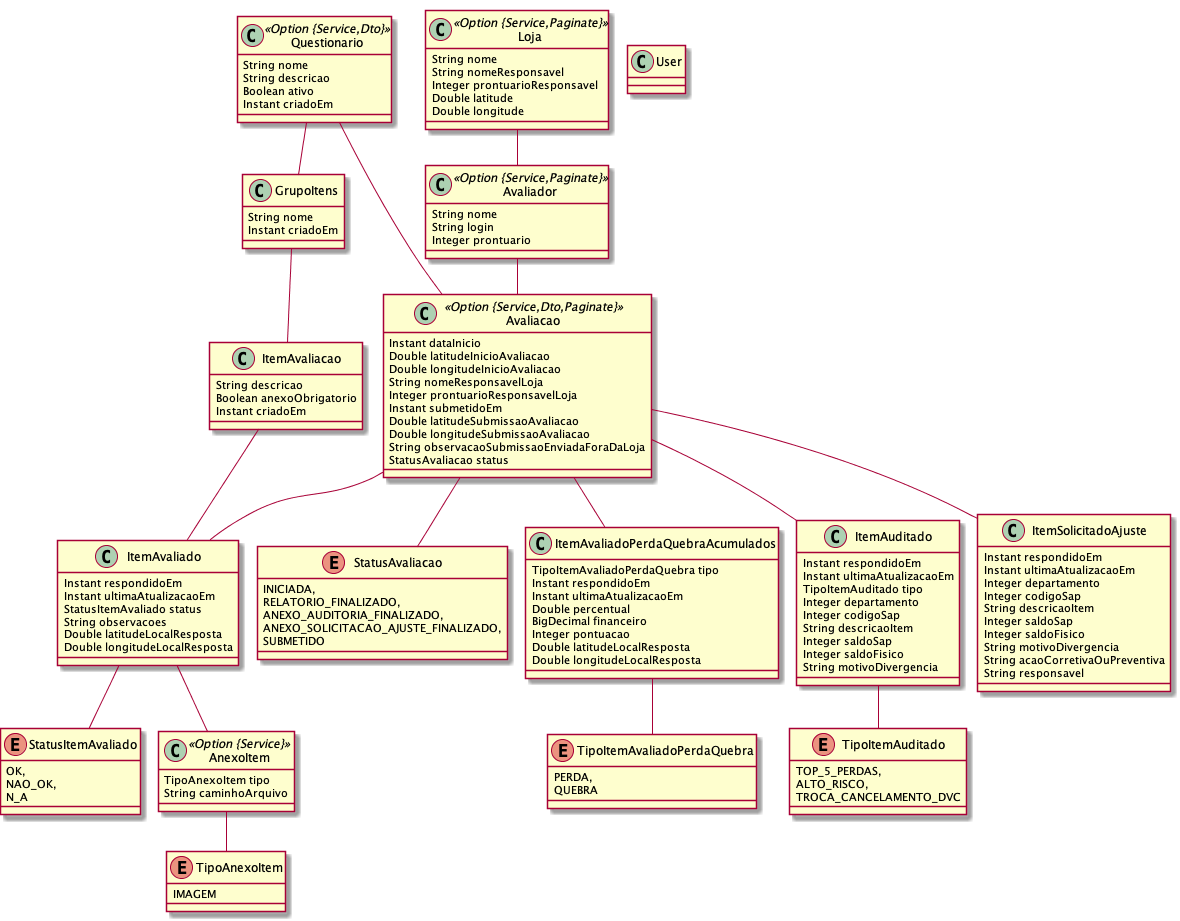 C «Option {Service,Dto}»
Questionario
String nome
String descricao
Boolean ativo
Instant criadoEm
C «Option {Service,Paginate}»
Loja
String nome
String nomeResponsavel
Integer prontuarioResponsavel
Double latitude
Double longitude
C User
C GrupoItens
String nome
Instant criadoEm
C «Option {Service,Paginate}»
Avaliador
String nome
String login
Integer prontuario
C «Option {Service,Dto,Paginate}»
Avaliacao
Instant dataInicio
Double latitudeInicioAvaliacao
Double longitudeInicioAvaliacao
String nomeResponsavelLoja
Integer prontuarioResponsavelLoja
Instant submetidoEm
Double latitudeSubmissaoAvaliacao
Double longitudeSubmissaoAvaliacao
String observacaoSubmissaoEnviadaForaDaLoja
StatusAvaliacao status
C ItemAvaliacao
String descricao
Boolean anexoObrigatorio
Instant criadoEm
C ItemAvaliado
Instant respondidoEm
Instant ultimaAtualizacaoEm
StatusItemAvaliado status
String observacoes
Double latitudeLocalResposta
Double longitudeLocalResposta
E StatusAvaliacao
INICIADA,
RELATORIO_FINALIZADO,
ANEXO_AUDITORIA_FINALIZADO,
ANEXO_SOLICITACAO_AJUSTE_FINALIZADO,
SUBMETIDO
C ItemAvaliadoPerdaQuebraAcumulados
TipoItemAvaliadoPerdaQuebra tipo
Instant respondidoEm
Instant ultimaAtualizacaoEm
Double percentual
BigDecimal financeiro
Integer pontuacao
Double latitudeLocalResposta
Double longitudeLocalResposta
C ItemAuditado
Instant respondidoEm
Instant ultimaAtualizacaoEm
TipoItemAuditado tipo
Integer departamento
Integer codigoSap
String descricaoItem
Integer saldoSap
Integer saldoFisico
String motivoDivergencia
C ItemSolicitadoAjuste
Instant respondidoEm
Instant ultimaAtualizacaoEm
Integer departamento
Integer codigoSap
String descricaoItem
Integer saldoSap
Integer saldoFisico
String motivoDivergencia
String acaoCorretivaOuPreventiva
String responsavel
E StatusItemAvaliado
OK,
NAO_OK,
N_A
C «Option {Service}»
AnexoItem
TipoAnexoItem tipo
String caminhoArquivo
E TipoItemAvaliadoPerdaQuebra
PERDA,
QUEBRA
E TipoItemAuditado
TOP_5_PERDAS,
ALTO_RISCO,
TROCA_CANCELAMENTO_DVC
E TipoAnexoItem
IMAGEM